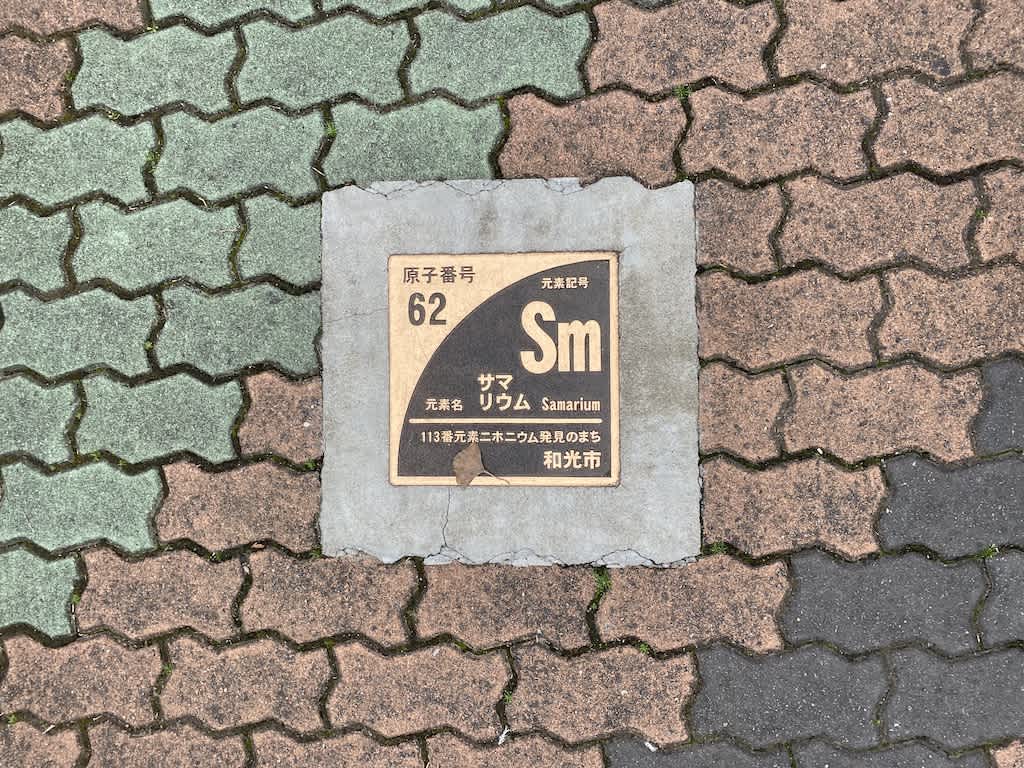 原子番号
62
元素記号
Sm
サマ
リウム
元素名
Samarium
113番元素ニホニウム発見のまち
和光市